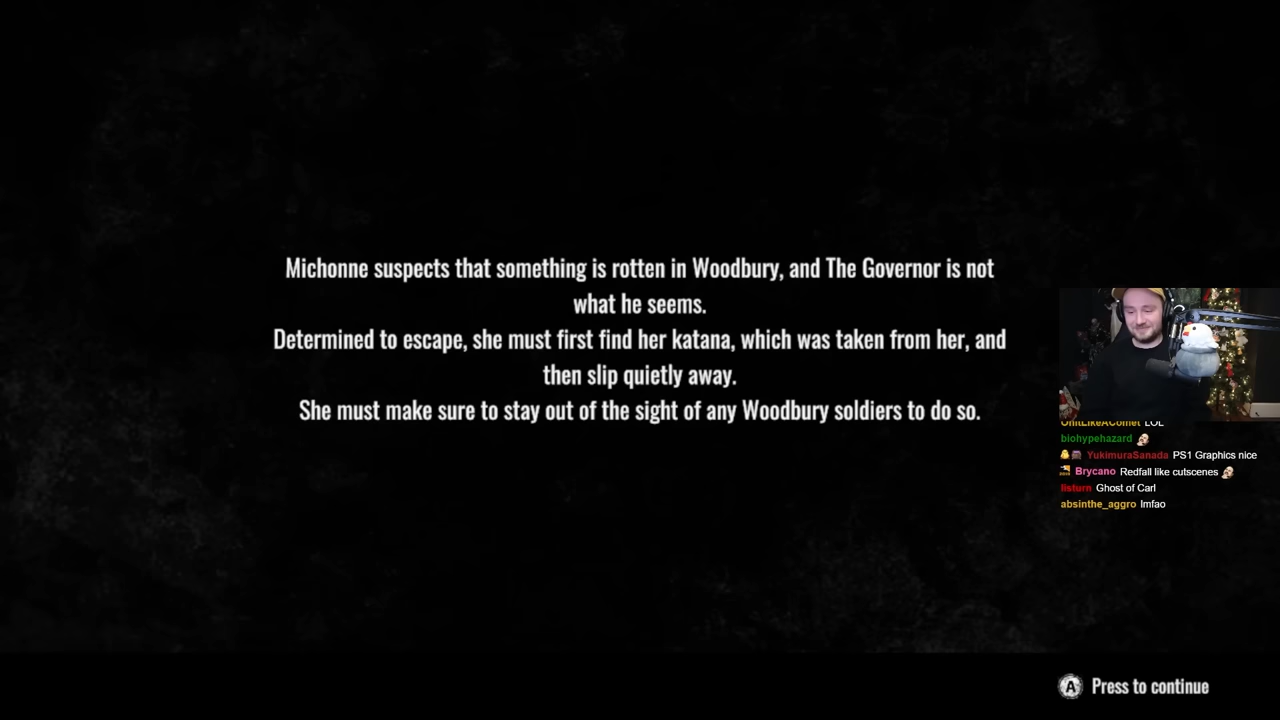 Michonne suspects that something is rotten in Woodbury, and The Governor is not
what he seems.
Determined to escape, she must first find her katana, which was taken from her, and
then slip quietly away.
She must make sure to stay out of the sight of any Woodbury soldiers to do so.
OnItLikeAComet LOL
biohypehazard
YukimuraSanada PS1 Graphics nice
Brycano Redfall like cutscenes
listurn Ghost of Carl
absinthe_aggro lmfao
A Press to continue